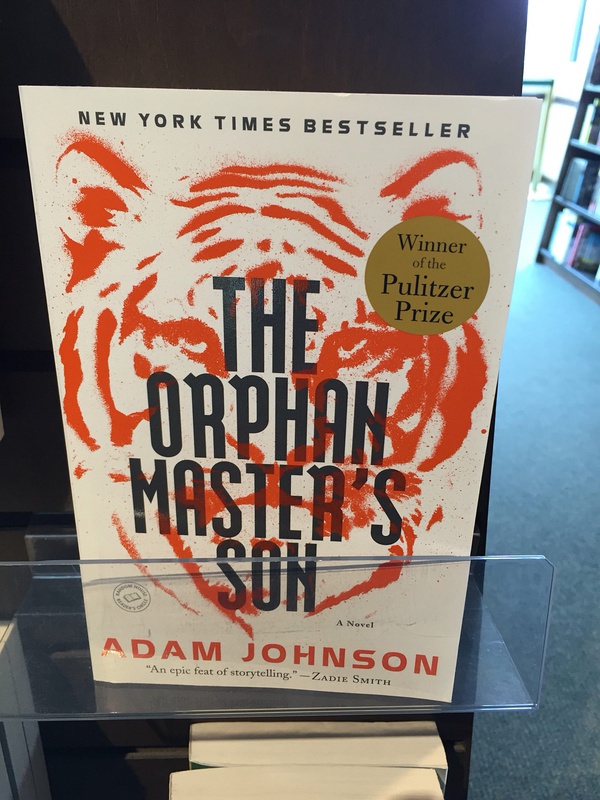 NEW YORK TIMES BESTSELLER
Winner
of the
Pulitzer
Prize
THE
ORPHAN
MASTER'S
SON
A Novel
ADAM JOHNSON
"An epic feat of storytelling." —ZADIE SMITH